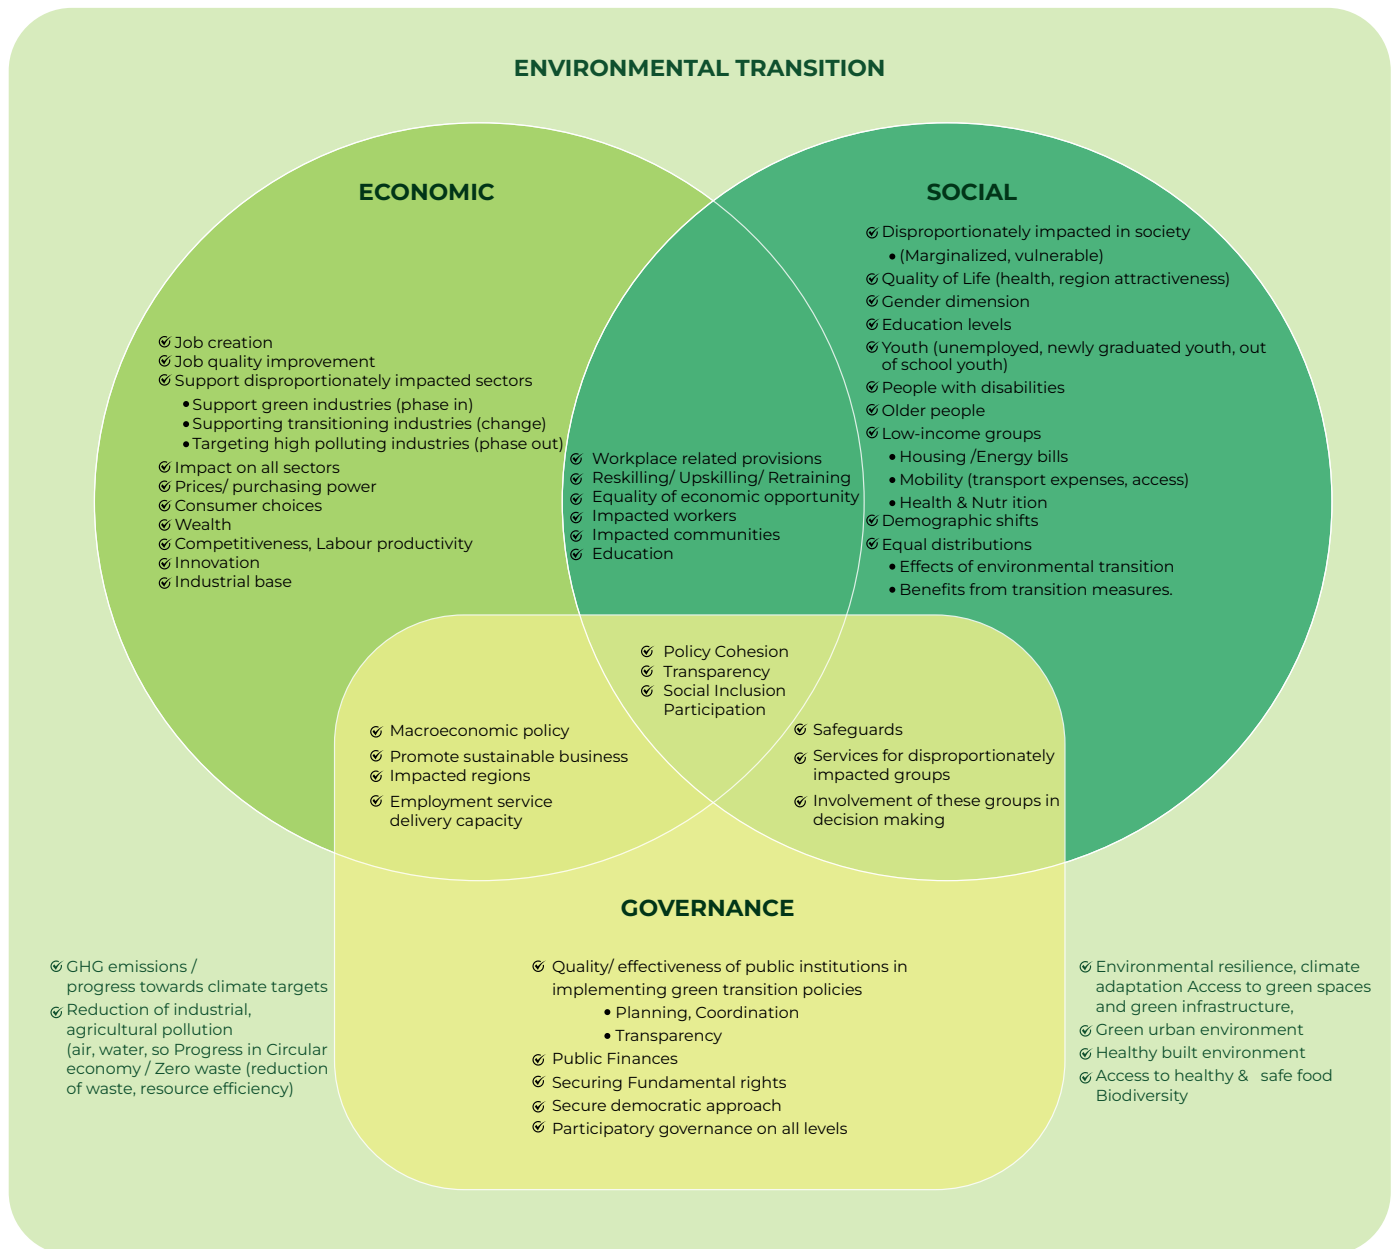 ENVIRONMENTAL TRANSITION
ECONOMIC
Job creation
Job quality improvement
Support disproportionately impacted sectors
Support green industries (phase in)
Supporting transitioning industries (change)
Targeting high polluting industries (phase out)
Impact on all sectors
Prices/ purchasing power
Consumer choices
Wealth
Competitiveness, Labour productivity
Innovation
Industrial base
SOCIAL
Disproportionately impacted in society
(Marginalized, vulnerable)
Quality of Life (health, region attractiveness)
Gender dimension
Education levels
Youth (unemployed, newly graduated youth, out
of school youth)
People with disabilities
Older people
Low-income groups
Housing /Energy bills
Mobility (transport expenses, access)
Health & Nutr ition
Demographic shifts
Equal distributions
Effects of environmental transition
Benefits from transition measures.
Workplace related provisions
Reskilling/ Upskilling/ Retraining
Equality of economic opportunity
Impacted workers
Impacted communities
Education
Policy Cohesion
Transparency
Social Inclusion
Participation
Macroeconomic policy
Promote sustainable business
Impacted regions
Employment service
delivery capacity
Safeguards
Services for disproportionately
impacted groups
Involvement of these groups in
decision making
GOVERNANCE
Quality/ effectiveness of public institutions in
implementing green transition policies
Planning, Coordination
Transparency
Public Finances
Securing Fundamental rights
Secure democratic approach
Participatory governance on all levels
GHG emissions /
progress towards climate targets
Reduction of industrial,
agricultural pollution
(air, water, so Progress in Circular
economy / Zero waste (reduction
of waste, resource efficiency)
Environmental resilience, climate
adaptation Access to green spaces
and green infrastructure,
Green urban environment
Healthy built environment
Access to healthy & safe food
Biodiversity